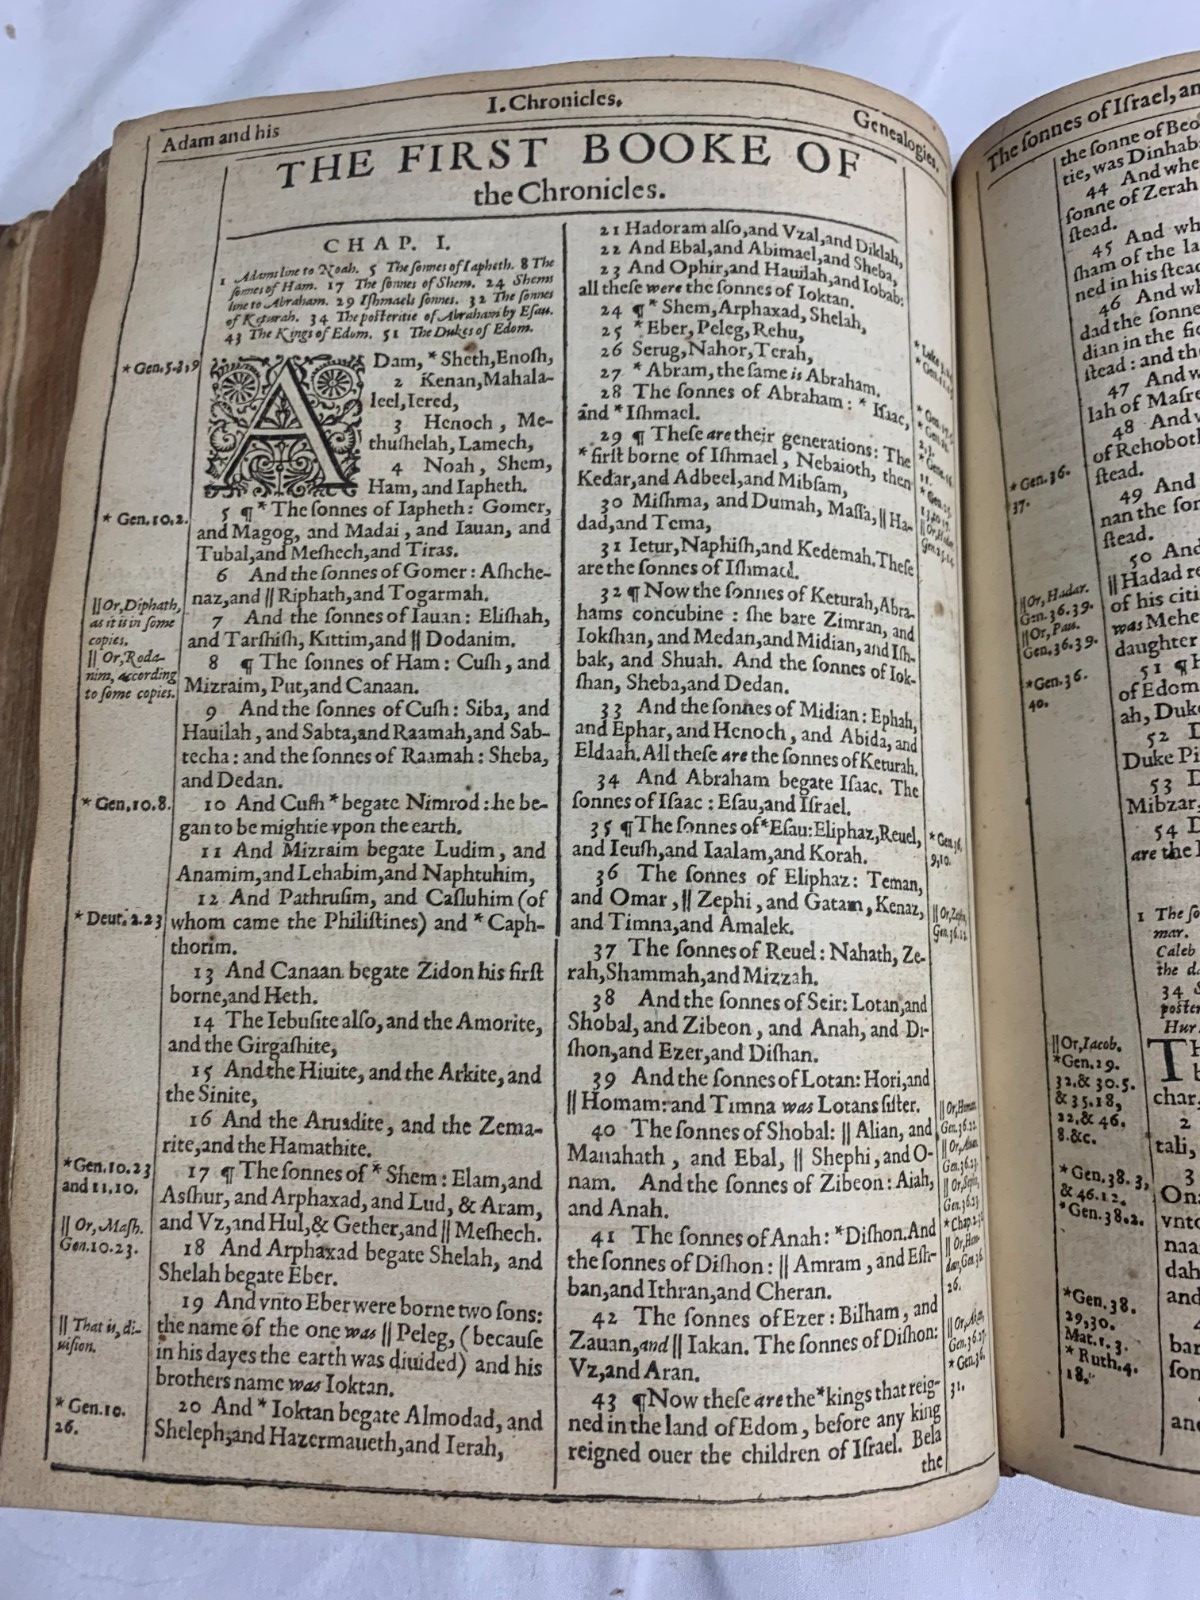 I. Chronicles.
Adam and his
Genealogies.
THE FIRST BOOKE OF
the Chronicles.
CHAP. I.
1 Adams line to Noah. 5 The ſonnes of Iapheth. 8 The
ſonnes of Ham. 17 The ſonnes of Shem. 24 Shems
line to Abraham. 29 Iſhmaels ſonnes. 32 The ſonnes
of Keturah. 34 The poſteritie of Abraham by Eſau.
43 The Kings of Edom. 51 The Dukes of Edom.
* Gen. 5.3,9
ADam, * Sheth, Enoſh,
2 Kenan, Mahala-
leel, Iered,
3 Henoch, Me-
thuſhelah, Lamech,
4 Noah, Shem,
Ham, and Iapheth.
* Gen. 10.2.
5 ¶ * The ſonnes of Iapheth: Gomer,
and Magog, and Madai, and Iauan, and
Tubal, and Meſhech, and Tiras.
6 And the ſonnes of Gomer: Aſhche-
naz, and || Riphath, and Togarmah.
|| Or, Diphath,
as it is in ſome
copies.
7 And the ſonnes of Iauan: Eliſhah,
and Tarſhiſh, Kittim, and || Dodanim.
|| Or, Roda-
nim, according
to ſome copies.
8 ¶ The ſonnes of Ham: Cuſh, and
Mizraim, Put, and Canaan.
9 And the ſonnes of Cuſh: Siba, and
Hauilah, and Sabta, and Raamah, and Sab-
techa: and the ſonnes of Raamah: Sheba,
and Dedan.
* Gen. 10.8.
10 And Cuſh * begate Nimrod: he be-
gan to be mightie vpon the earth.
11 And Mizraim begate Ludim, and
Anamim, and Lehabim, and Naphtuhim,
12 And Pathruſim, and Caſluhim (of
* Deut. 2.23
whom came the Philiſtines) and * Caph-
thorim.
13 And Canaan begate Zidon his firſt
borne, and Heth.
14 The Iebuſite alſo, and the Amorite,
and the Girgaſhite,
15 And the Hiuite, and the Arkite, and
the Sinite,
16 And the Aruadite, and the Zema-
rite, and the Hamathite.
* Gen. 10.23
and 11.10.
17 ¶ The ſonnes of * Shem: Elam, and
Aſſhur, and Arphaxad, and Lud, & Aram,
and Vz, and Hul, & Gether, and || Meſhech.
|| Or, Maſh.
Gen. 10.23.
18 And Arphaxad begate Shelah, and
Shelah begate Eber.
19 And vnto Eber were borne two ſons:
the name of the one was || Peleg, (becauſe
|| That is, di-
uiſion.
in his dayes the earth was diuided) and his
brothers name was Ioktan.
* Gen. 10.
26.
20 And * Ioktan begate Almodad, and
Sheleph, and Hazermaueth, and Ierah,
21 Hadoram alſo, and Vzal, and Diklah,
22 And Ebal, and Abimael, and Sheba,
23 And Ophir, and Hauilah, and Iobab:
all theſe were the ſonnes of Ioktan.
24 ¶ * Shem, Arphaxad, Shelah,
25 * Eber, Peleg, Rehu,
26 Serug, Nahor, Terah,
27 * Abram, the ſame is Abraham.
28 The ſonnes of Abraham: * Iſaac,
and * Iſhmael.
29 ¶ Theſe are their generations: The
* firſt borne of Iſhmael, Nebaioth, then
Kedar, and Adbeel, and Mibſam,
30 Miſhma, and Dumah, Maſſa, || Ha-
dad, and Tema,
31 Ietur, Naphiſh, and Kedemah. Theſe
are the ſonnes of Iſhmael.
32 ¶ Now the ſonnes of Keturah, Abra-
hams concubine: ſhe bare Zimran, and
Iokſhan, and Medan, and Midian, and Iſh-
bak, and Shuah. And the ſonnes of Iok-
ſhan, Sheba, and Dedan.
33 And the ſonnes of Midian: Ephah,
and Ephar, and Henoch, and Abida, and
Eldaah. All theſe are the ſonnes of Keturah.
34 And Abraham begate Iſaac. The
ſonnes of Iſaac: Eſau, and Iſrael.
35 ¶ The ſonnes of * Eſau: Eliphaz, Reuel,
and Ieuſh, and Iaalam, and Korah.
* Gen. 36.
9,10.
36 The ſonnes of Eliphaz: Teman,
and Omar, || Zephi, and Gatam, Kenaz,
and Timna, and Amalek.
|| Or, Zepho,
Gen. 36.12.
37 The ſonnes of Reuel: Nahath, Ze-
rah, Shammah, and Mizzah.
38 And the ſonnes of Seir: Lotan, and
Shobal, and Zibeon, and Anah, and Di-
ſhon, and Ezer, and Diſhan.
39 And the ſonnes of Lotan: Hori, and
|| Homam: and Timna was Lotans ſiſter.
40 The ſonnes of Shobal: || Alian, and
Manahath, and Ebal, || Shephi, and O-
nam. And the ſonnes of Zibeon: Aiah,
and Anah.
41 The ſonnes of Anah: * Diſhon. And
the ſonnes of Diſhon: || Amram, and Eſh-
ban, and Ithran, and Cheran.
26.
42 The ſonnes of Ezer: Bilham, and
Zauan, and || Iakan. The ſonnes of Diſhon:
Vz, and Aran.
* Gen. 36.
31.
43 ¶ Now theſe are the * kings that reig-
ned in the land of Edom, before any king
reigned ouer the children of Iſrael. Bela
the
The ſonnes of Iſrael, an
the ſonne of Beo
tie, was Dinhab
44 And whe
ſonne of Zerah
ſtead.
45 And wh
ſham of the la
ned in his ſtea
46 And wh
dad the ſonne
dian in the fie
ſtead: and the
47 And w
lah of Maſre
48 And
* Gen. 36.
37.
of Rehobot
ſtead.
49 And
nan the ſon
ſtead.
50 And
|| Or, Hadar.
Gen. 36.39.
|| Or, Pau.
Gen. 36.39.
|| Hadad re
of his citi
was Mehe
daughter
* Gen. 36.
40.
51 ¶
of Edom
ah, Duk
52 D
Duke Pi
53 D
Mibzar,
54 D
are the
1 The ſo
mar.
Caleb
the da
34
poſter
Hur
|| Or, Iacob.
* Gen. 29.
32. & 30.5.
& 35.18,
22. & 46.
8. &c.
TH
char,
2
tali,
* Gen. 38.3,
& 46.12.
* Gen. 38.2.
3
On
vnto
naa
dah
and
* Gen. 38.
29,30.
Mat. 1.3.
* Ruth. 4.
18.
4
bar
ſon
and